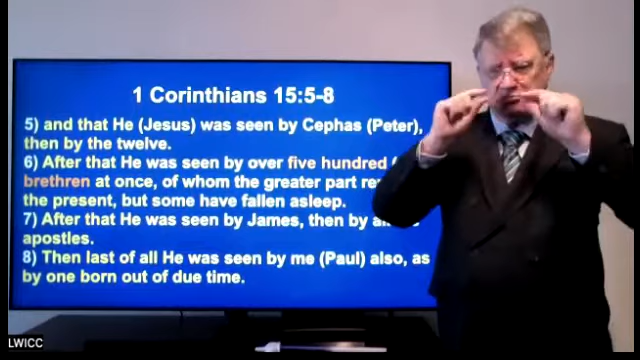 1 Corinthians 15:5-8
5) and that He (Jesus) was seen by Cephas (Peter),
then by the twelve.
6) After that He was seen by over five hundred
brethren at once, of whom the greater part
the present, but some have fallen asleep.
7) After that He was seen by James, then by
apostles.
8) Then last of all He was seen by me (Paul) also, as
by one born out of due time.
LWICC